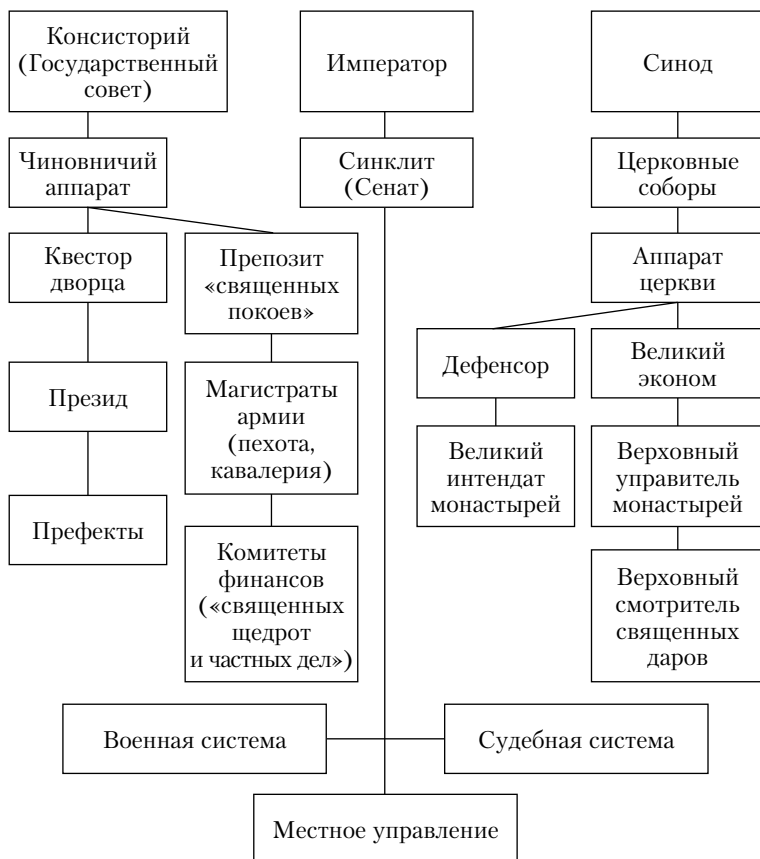 Консисторий
(Государственный
совет)
Император
Синод
Чиновничий
аппарат
Синклит
(Сенат)
Церковные
соборы
Квестор
дворца
Препозит
«священных
покоев»
Аппарат
церкви
Дефенсор
Великий
эконом
Презид
Магистраты
армии
(пехота,
кавалерия)
Великий
интендат
монастырей
Верховный
управитель
монастырей
Префекты
Комитеты
финансов
(«священных
щедрот
и частных дел»)
Верховный
смотритель
священных
даров
Военная система
Судебная система
Местное управление